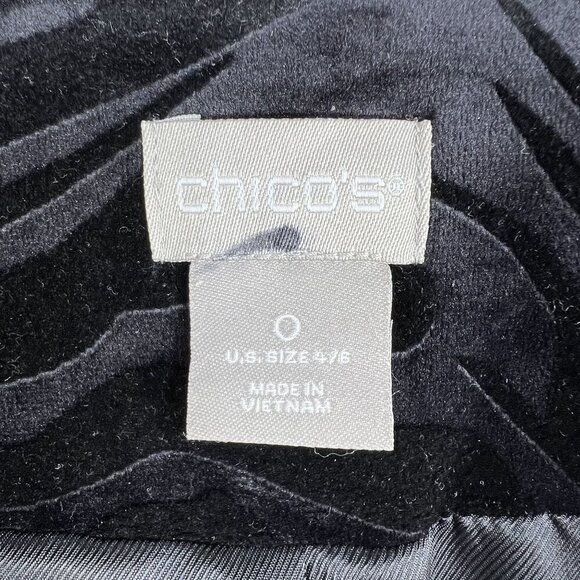 chico's®
0
U.S. SIZE 4/6
MADE IN
VIETNAM